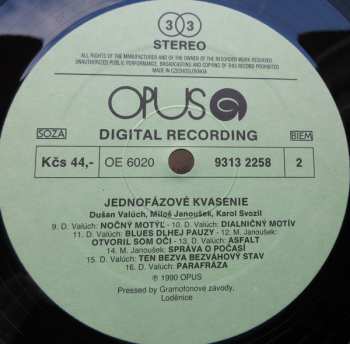 3 3
STEREO
ALL RIGHTS OF THE MANUFACTURER AND OF THE OWNER OF THE RECORDED WORK RESERVED
UNAUTHORIZED PUBLIC PERFORMANCE, BROADCASTING AND COPYING OF THIS RECORD PROHIBITED
MADE IN CZECHOSLOVAKIA
OPUS
SOZA
DIGITAL RECORDING
BIEM
Kčs 44,-
OE 6020
9313 2258
2
JEDNOFÁZOVÉ KVASENIE
Dušan Valúch, Miloš Janoušek, Karol Svozil
9. D. Valúch: NOČNÝ MOTÝĽ 10. D. Valúch: DIALNIČNÝ MOTÍV
11. D. Valúch: BLUES DLHEJ PAUZY - 12. M. Janoušek:
OTVORIL SOM OČI - 13. D. Valúch: ASFALT
14. M. Janoušek: SPRÁVA O POČASÍ
15. D. Valúch: TEN BEZVA BEZVÁHOVÝ STAV
16. D. Valúch: PARAFRÁZA
℗ 1990 OPUS
Pressed by Gramofonové závody,
Loděnice